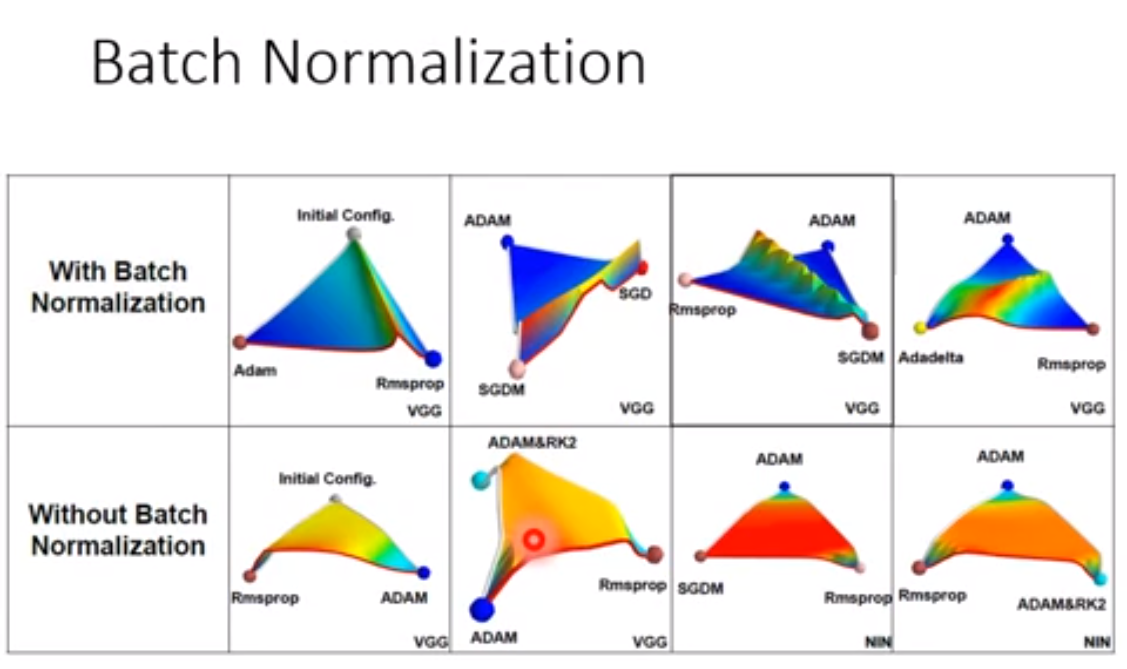 Batch Normalization
With Batch
Normalization
Initial Config.
Adam
Rmsprop
VGG
ADAM
SGD
SGDM
VGG
ADAM
Rmsprop
SGDM
VGG
ADAM
Adadelta
Rmsprop
VGG
Without Batch
Normalization
Initial Config.
Rmsprop
ADAM
VGG
ADAM&RK2
Rmsprop
ADAM
VGG
ADAM
SGDM
Rmsprop
NIN
ADAM
Rmsprop
ADAM&RK2
NIN